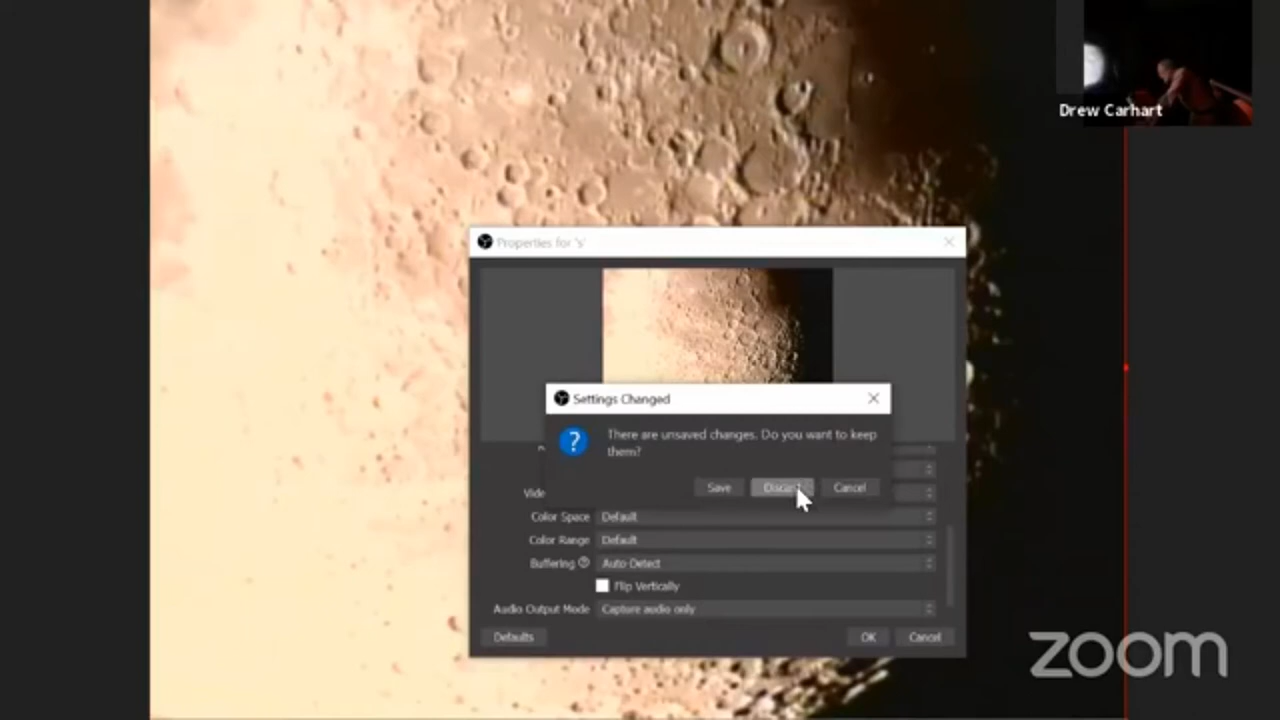 Drew Carhart
Properties for 's'
Settings Changed
There are unsaved changes. Do you want to keep
them?
Save
Discard
Cancel
Vide
Color Space
Default
Color Range
Default
Buffering
Auto-Detect
Flip Vertically
Audio Output Mode
Capture audio only
Defaults
OK
Cancel
zoom